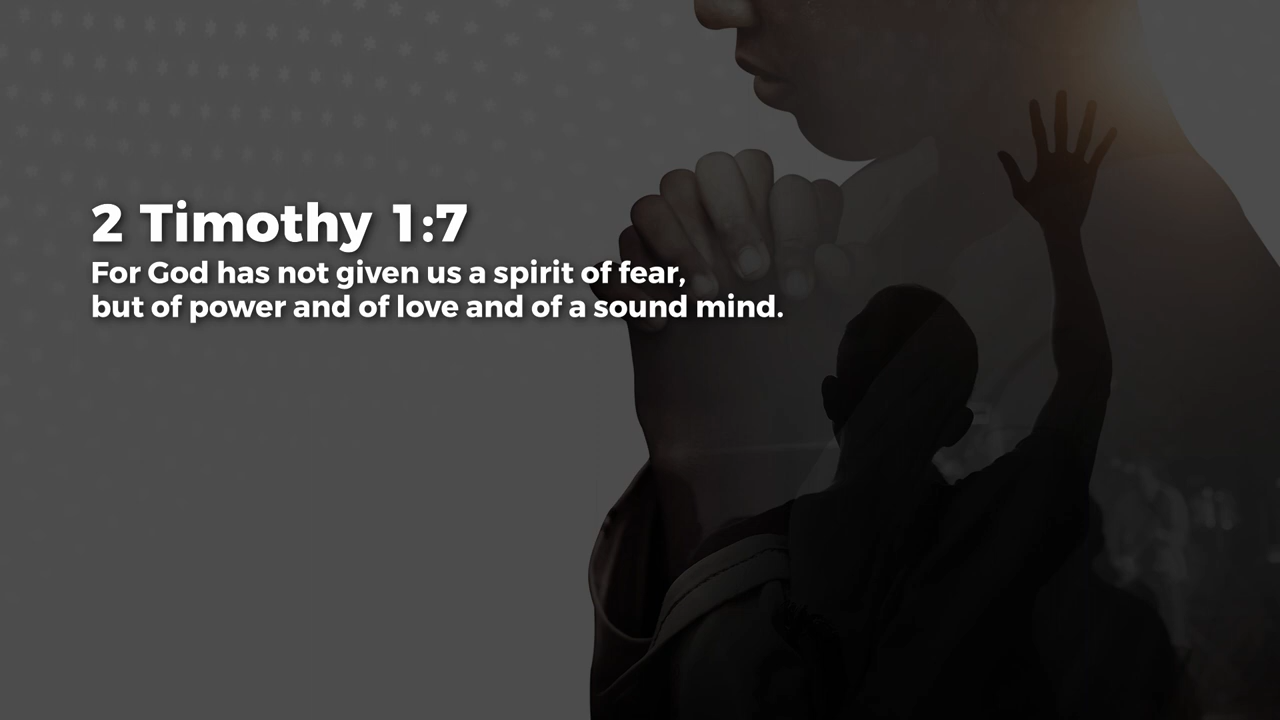 2 Timothy 1:7
For God has not given us a spirit of fear,
but of power and of love and of a sound mind.